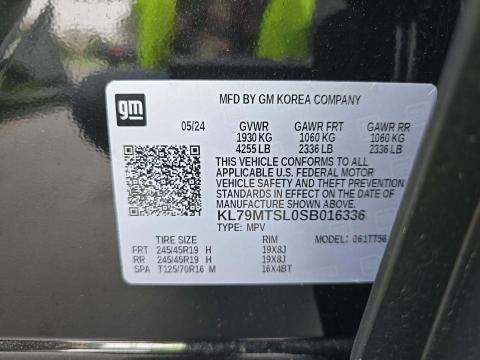 gm
MFD BY GM KOREA COMPANY
05/24 GVWR GAWR FRT GAWR RR
1930 KG 1060 KG 1060 KG
4255 LB 2336 LB 2336 LB
THIS VEHICLE CONFORMS TO ALL
APPLICABLE U.S. FEDERAL MOTOR
VEHICLE SAFETY AND THEFT PREVENTION
STANDARDS IN EFFECT ON THE DATE OF
MANUFACTURE SHOWN ABOVE.
KL79MTSL0SB016336
TYPE: MPV
TIRE SIZE RIM MODEL:
FRT 245/45R19 H 19X8J
RR 245/45R19 H 19X8J
SPA T125/70R16 M 16X4BT